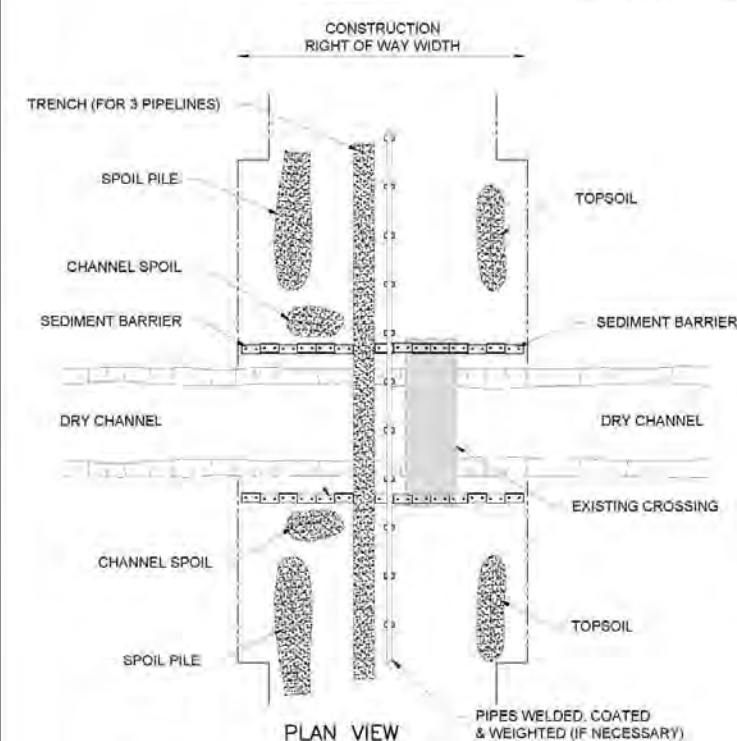 CONSTRUCTION
RIGHT OF WAY WIDTH
TRENCH (FOR 3 PIPELINES)
SPOIL PILE
TOPSOIL
CHANNEL SPOIL
SEDIMENT BARRIER
SEDIMENT BARRIER
DRY CHANNEL
DRY CHANNEL
EXISTING CROSSING
CHANNEL SPOIL
TOPSOIL
SPOIL PILE
PIPES WELDED, COATED
& WEIGHTED (IF NECESSARY)
PLAN VIEW